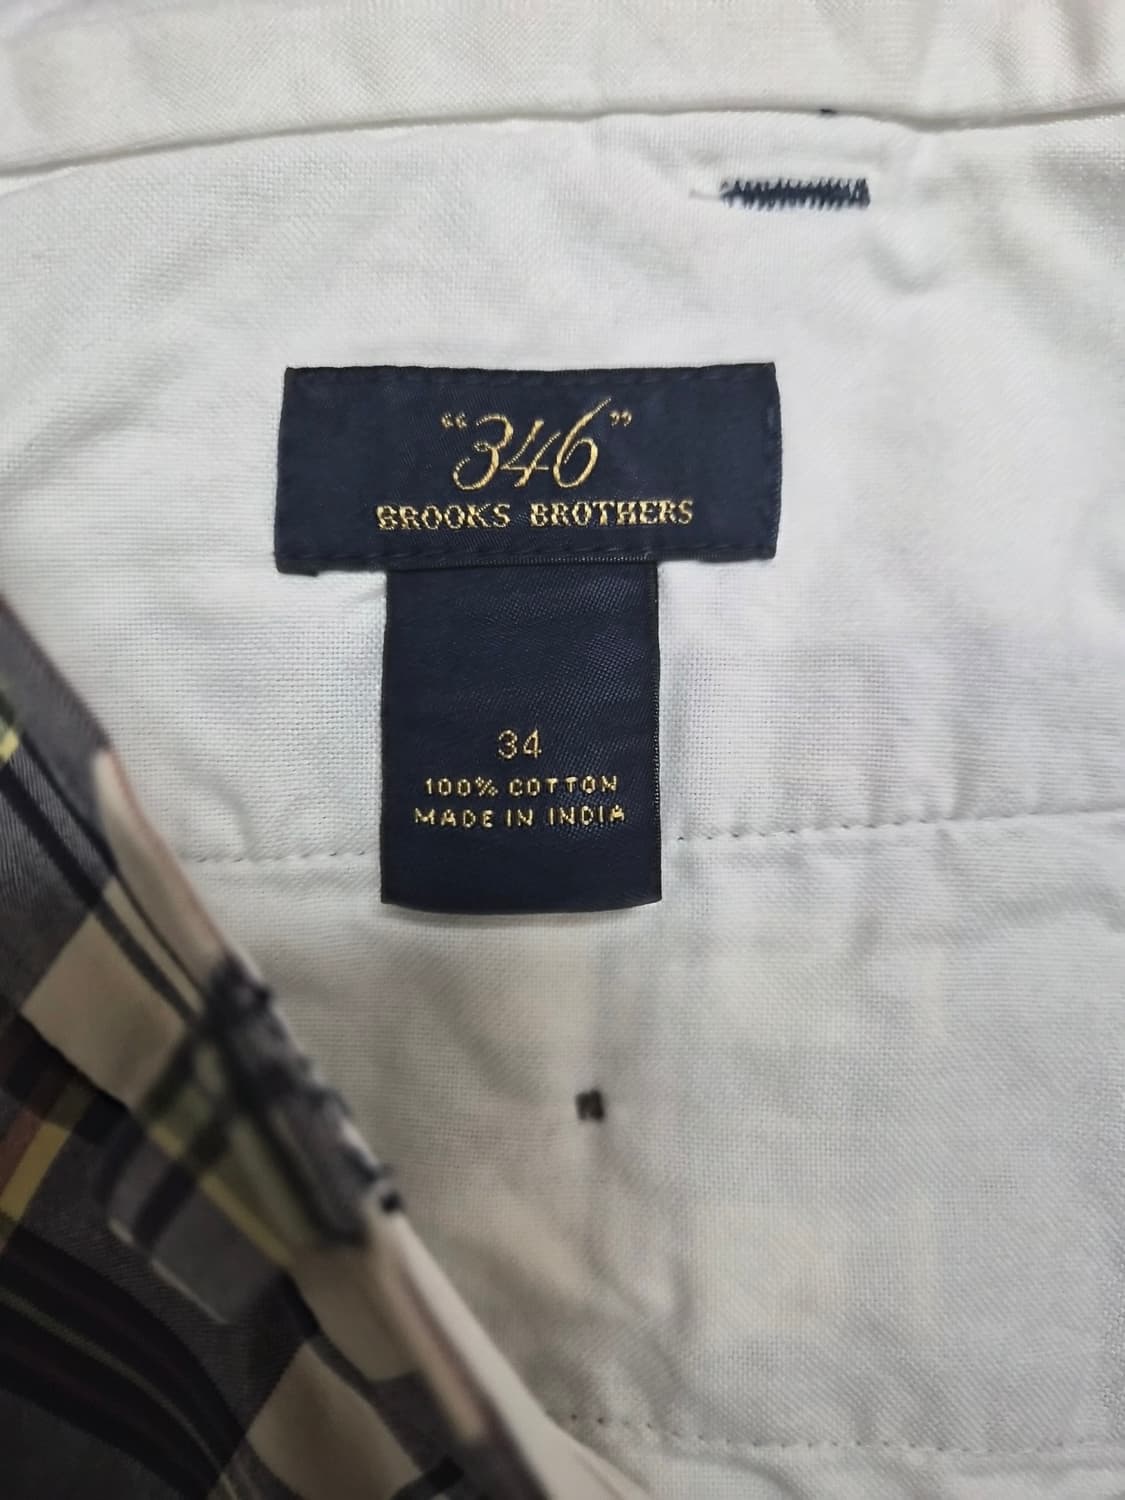 “346”
BROOKS BROTHERS
34
100% COTTON
MADE IN INDIA